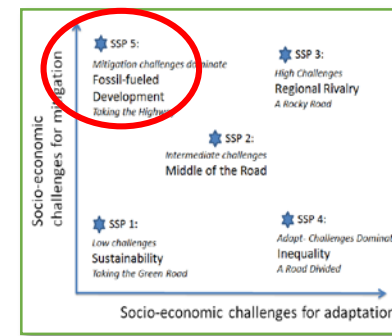 SSP 5:
Mitigation challenges dominate
Fossil-fueled
Development
Taking the Highway
SSP 3:
High Challenges
Regional Rivalry
A Rocky Road
SSP 2:
Intermediate challenges
Middle of the Road
SSP 1:
Low challenges
Sustainability
Taking the Green Road
SSP 4:
Adapt- Challenges Dominat
Inequality
A Road Divided
Socio-economic
challenges for mitigation
Socio-economic challenges for adaptation